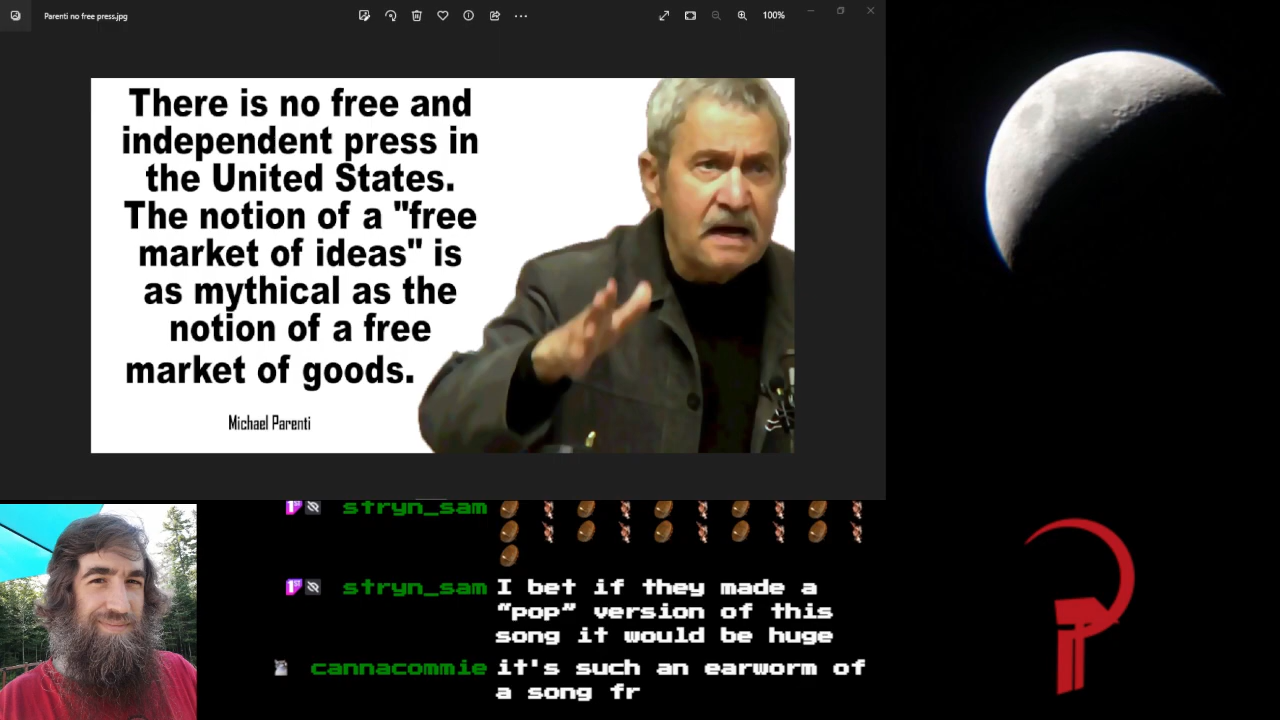 Parenti no free press.jpg
100%
There is no free and
independent press in
the United States.
The notion of a "free
market of ideas" is
as mythical as the
notion of a free
market of goods.
Michael Parenti
stryn_sam
stryn_sam I bet if they made a
"pop" version of this
song it would be huge
cannacommie it's such an earworm of
a song fr